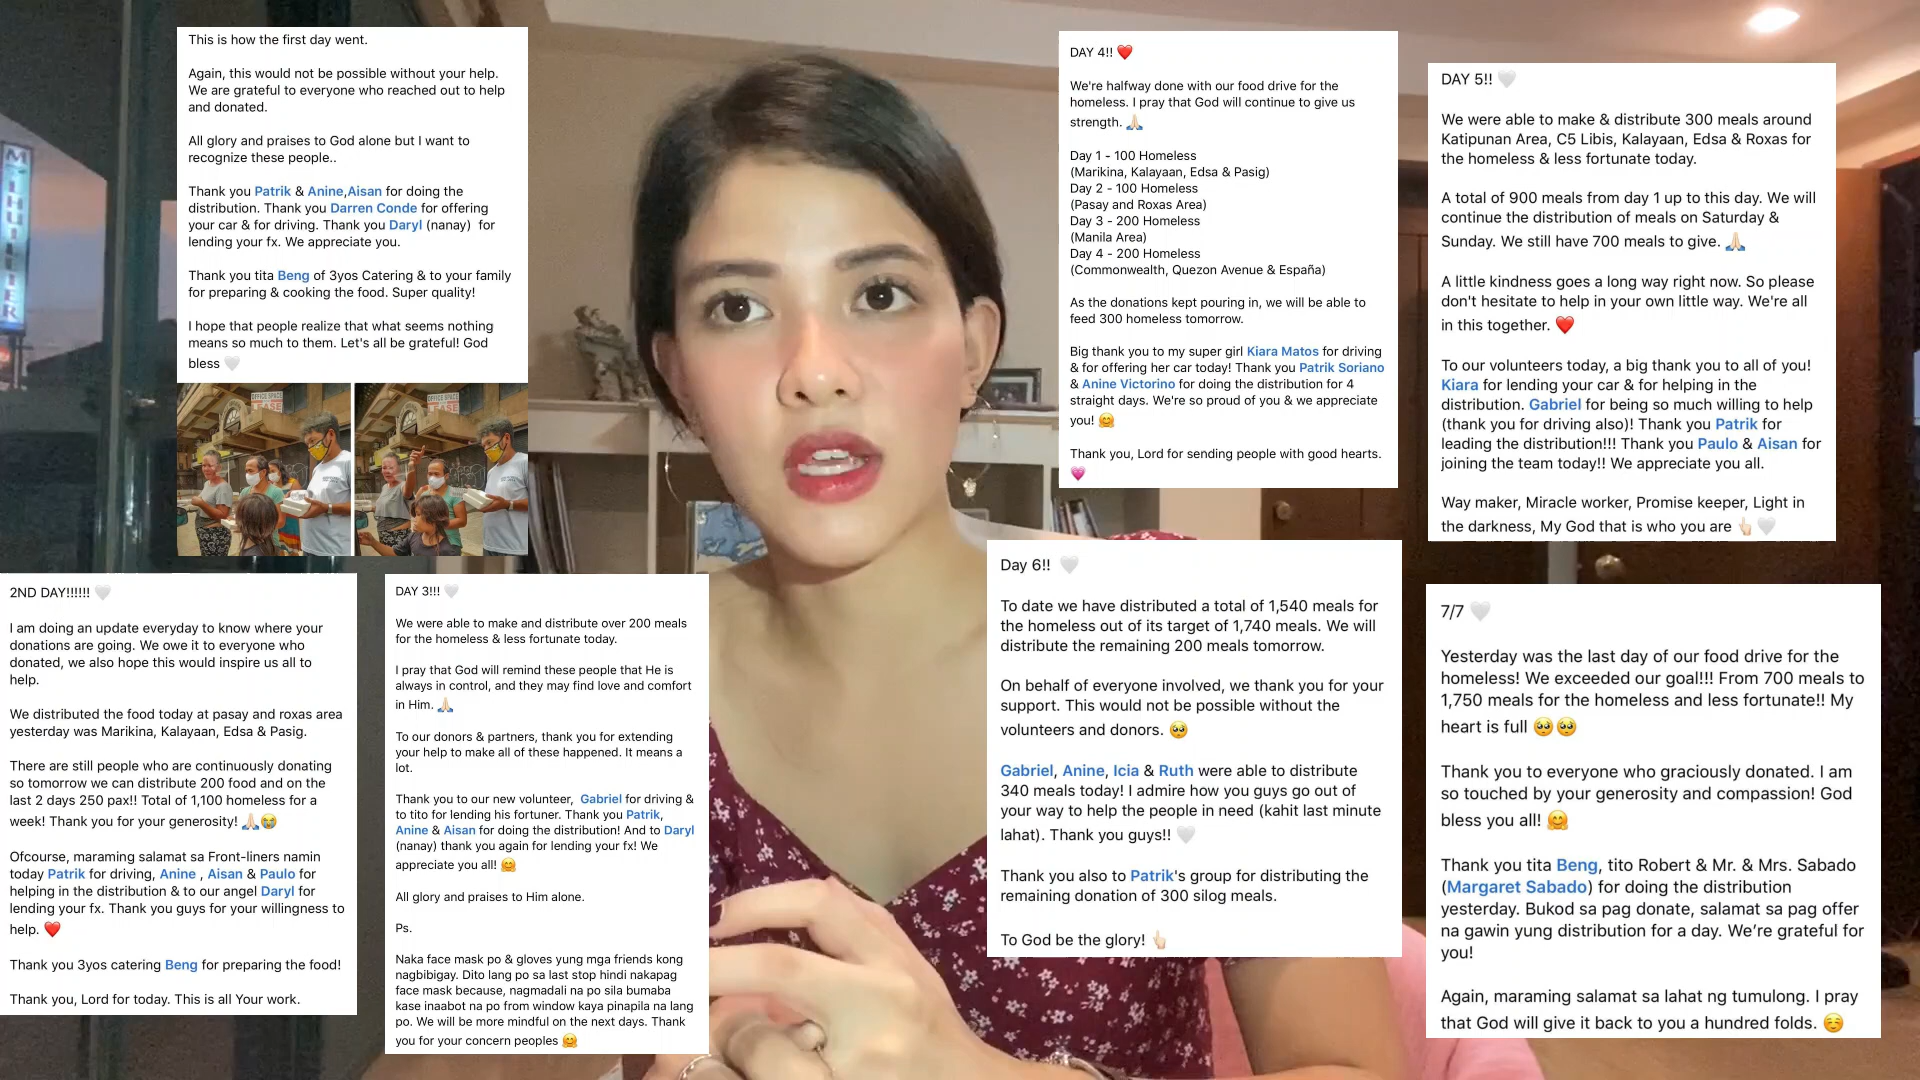 This is how the first day went.
Again, this would not be possible without your help.
We are grateful to everyone who reached out to help
and donated.
All glory and praises to God alone but I want to
recognize these people..
Thank you Patrik & Anine,Aisan for doing the
distribution. Thank you Darren Conde for offering
your car & for driving. Thank you Daryl (nanay)  for
lending your fx. We appreciate you.
Thank you tita Beng of 3yos Catering & to your family
for preparing & cooking the food. Super quality!
I hope that people realize that what seems nothing
means so much to them. Let's all be grateful! God
bless 🤍
OFFICE SPACE
LEASE
OFFICE SPACE
2ND DAY!!!!!! 🤍
I am doing an update everyday to know where your
donations are going. We owe it to everyone who
donated, we also hope this would inspire us all to
help.
We distributed the food today at pasay and roxas area
yesterday was Marikina, Kalayaan, Edsa & Pasig.
There are still people who are continuously donating
so tomorrow we can distribute 200 food and on the
last 2 days 250 pax!! Total of 1,100 homeless for a
week! Thank you for your generosity! 🙏🏻😭
Ofcourse, maraming salamat sa Front-liners namin
today Patrik for driving, Anine , Aisan & Paulo for
helping in the distribution & to our angel Daryl for
lending your fx. Thank you guys for your willingness to
help. ❤️
Thank you 3yos catering Beng for preparing the food!
Thank you, Lord for today. This is all Your work.
DAY 3!!! 🤍
We were able to make and distribute over 200 meals
for the homeless & less fortunate today.
I pray that God will remind these people that He is
always in control, and they may find love and comfort
in Him. 🙏🏻
To our donors & partners, thank you for extending
your help to make all of these happened. It means a
lot.
Thank you to our new volunteer,  Gabriel for driving &
to tito for lending his fortuner. Thank you Patrik,
Anine & Aisan for doing the distribution! And to Daryl
(nanay) thank you again for lending your fx! We
appreciate you all! 🤗
All glory and praises to Him alone.
Ps.
Naka face mask po & gloves yung mga friends kong
nagbibigay. Dito lang po sa last stop hindi nakapag
face mask because, nagmadali na po sila bumaba
kase inaabot na po from window kaya pinapila na lang
po. We will be more mindful on the next days. Thank
you for your concern peoples 🤗
DAY 4!! ❤️
We're halfway done with our food drive for the
homeless. I pray that God will continue to give us
strength. 🙏🏻
Day 1 - 100 Homeless
(Marikina, Kalayaan, Edsa & Pasig)
Day 2 - 100 Homeless
(Pasay and Roxas Area)
Day 3 - 200 Homeless
(Manila Area)
Day 4 - 200 Homeless
(Commonwealth, Quezon Avenue & España)
As the donations kept pouring in, we will be able to
feed 300 homeless tomorrow.
Big thank you to my super girl Kiara Matos for driving
& for offering her car today! Thank you Patrik Soriano
& Anine Victorino for doing the distribution for 4
straight days. We're so proud of you & we appreciate
you! 🤗
Thank you, Lord for sending people with good hearts.
💗
DAY 5!! 🤍
We were able to make & distribute 300 meals around
Katipunan Area, C5 Libis, Kalayaan, Edsa & Roxas for
the homeless & less fortunate today.
A total of 900 meals from day 1 up to this day. We will
continue the distribution of meals on Saturday &
Sunday. We still have 700 meals to give. 🙏🏻
A little kindness goes a long way right now. So please
don't hesitate to help in your own little way. We're all
in this together. ❤️
To our volunteers today, a big thank you to all of you!
Kiara for lending your car & for helping in the
distribution. Gabriel for being so much willing to help
(thank you for driving also)! Thank you Patrik for
leading the distribution!!! Thank you Paulo & Aisan for
joining the team today!! We appreciate you all.
Way maker, Miracle worker, Promise keeper, Light in
the darkness, My God that is who you are 👆🏻🤍
Day 6!! 🤍
To date we have distributed a total of 1,540 meals for
the homeless out of its target of 1,740 meals. We will
distribute the remaining 200 meals tomorrow.
On behalf of everyone involved, we thank you for your
support. This would not be possible without the
volunteers and donors. 🥺
Gabriel, Anine, Icia & Ruth were able to distribute
340 meals today! I admire how you guys go out of
your way to help the people in need (kahit last minute
lahat). Thank you guys!! 🤍
Thank you also to Patrik's group for distributing the
remaining donation of 300 silog meals.
To God be the glory! 👆🏻
7/7 🤍
Yesterday was the last day of our food drive for the
homeless! We exceeded our goal!!! From 700 meals to
1,750 meals for the homeless and less fortunate!! My
heart is full 🥺🥺
Thank you to everyone who graciously donated. I am
so touched by your generosity and compassion! God
bless you all! 🤗
Thank you tita Beng, tito Robert & Mr. & Mrs. Sabado
(Margaret Sabado) for doing the distribution
yesterday. Bukod sa pag donate, salamat sa pag offer
na gawin yung distribution for a day. We're grateful for
you!
Again, maraming salamat sa lahat ng tumulong. I pray
that God will give it back to you a hundred folds. ☺️